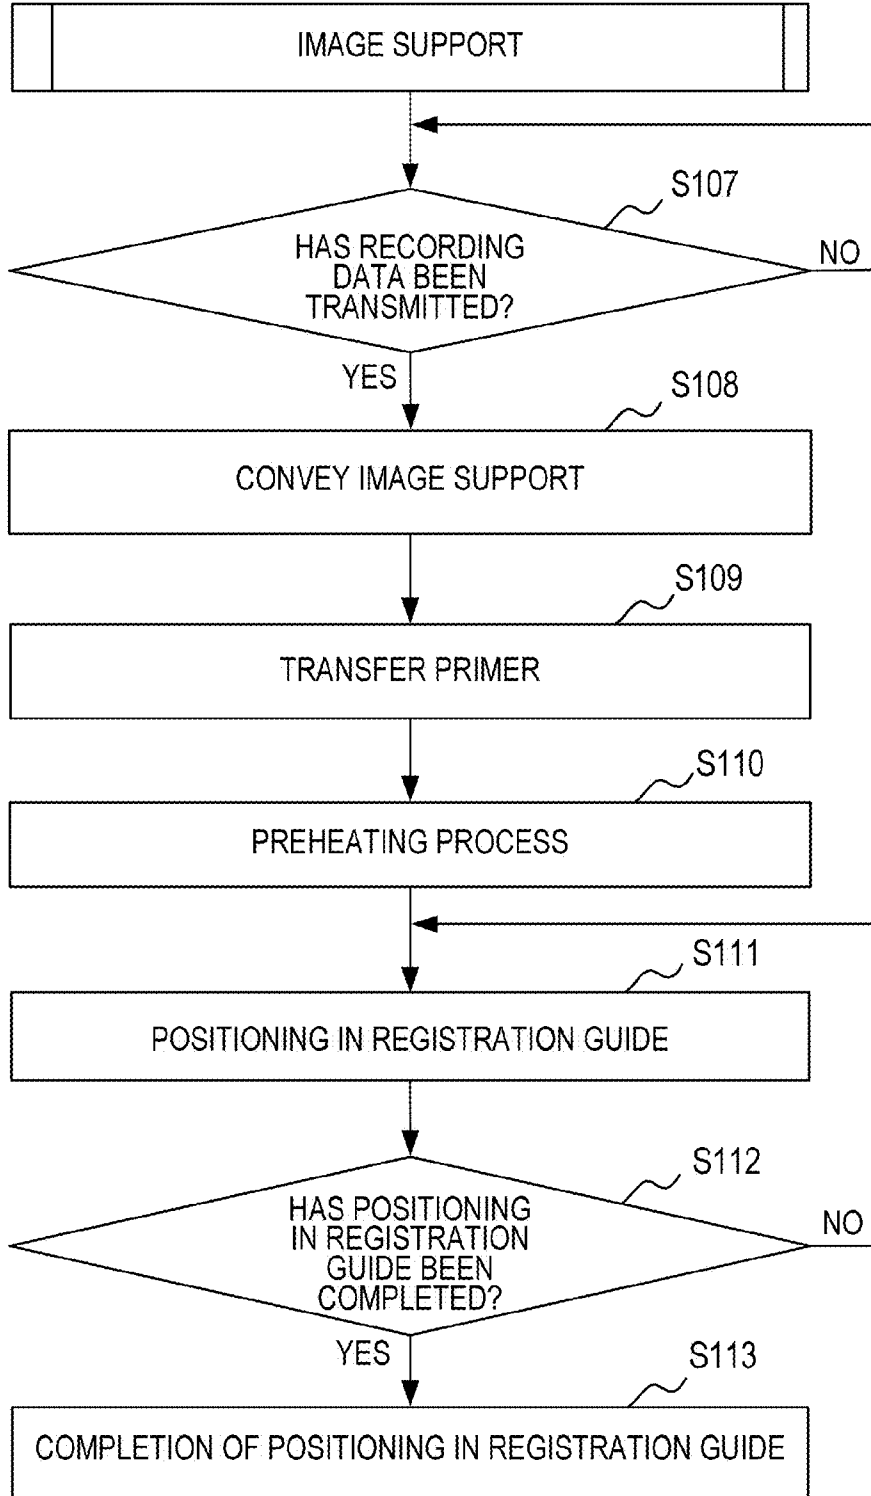 IMAGE SUPPORT
S107
HAS RECORDING
DATA BEEN
TRANSMITTED?
NO
YES
S108
CONVEY IMAGE SUPPORT
S109
TRANSFER PRIMER
S110
PREHEATING PROCESS
S111
POSITIONING IN REGISTRATION GUIDE
S112
HAS POSITIONING
IN REGISTRATION
GUIDE BEEN
COMPLETED?
NO
YES
S113
COMPLETION OF POSITIONING IN REGISTRATION GUIDE